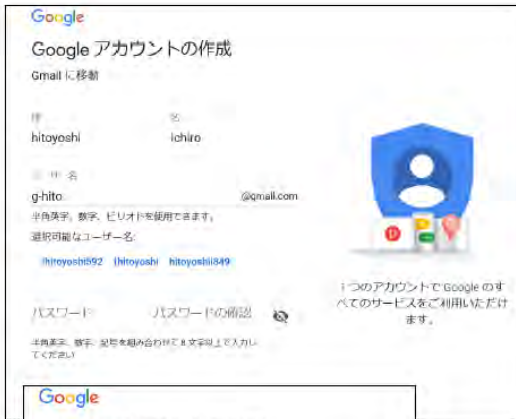 Google
Google アカウントの作成
Gmail に移動
姓 名
hitoyoshi ichiro
ユーザー名
g-hito @gmail.com
半角英字、数字、ピリオドを使用できます。
選択可能なユーザー名:
ihitoyoshi592 ihitoyoshi hitoyoshii849
パスワード パスワードの確認
半角英字、数字、記号を組み合わせて 8 文字以上で入力し
てください
1 つのアカウントで Google のす
べてのサービスをご利用いただけ
ます。
Google